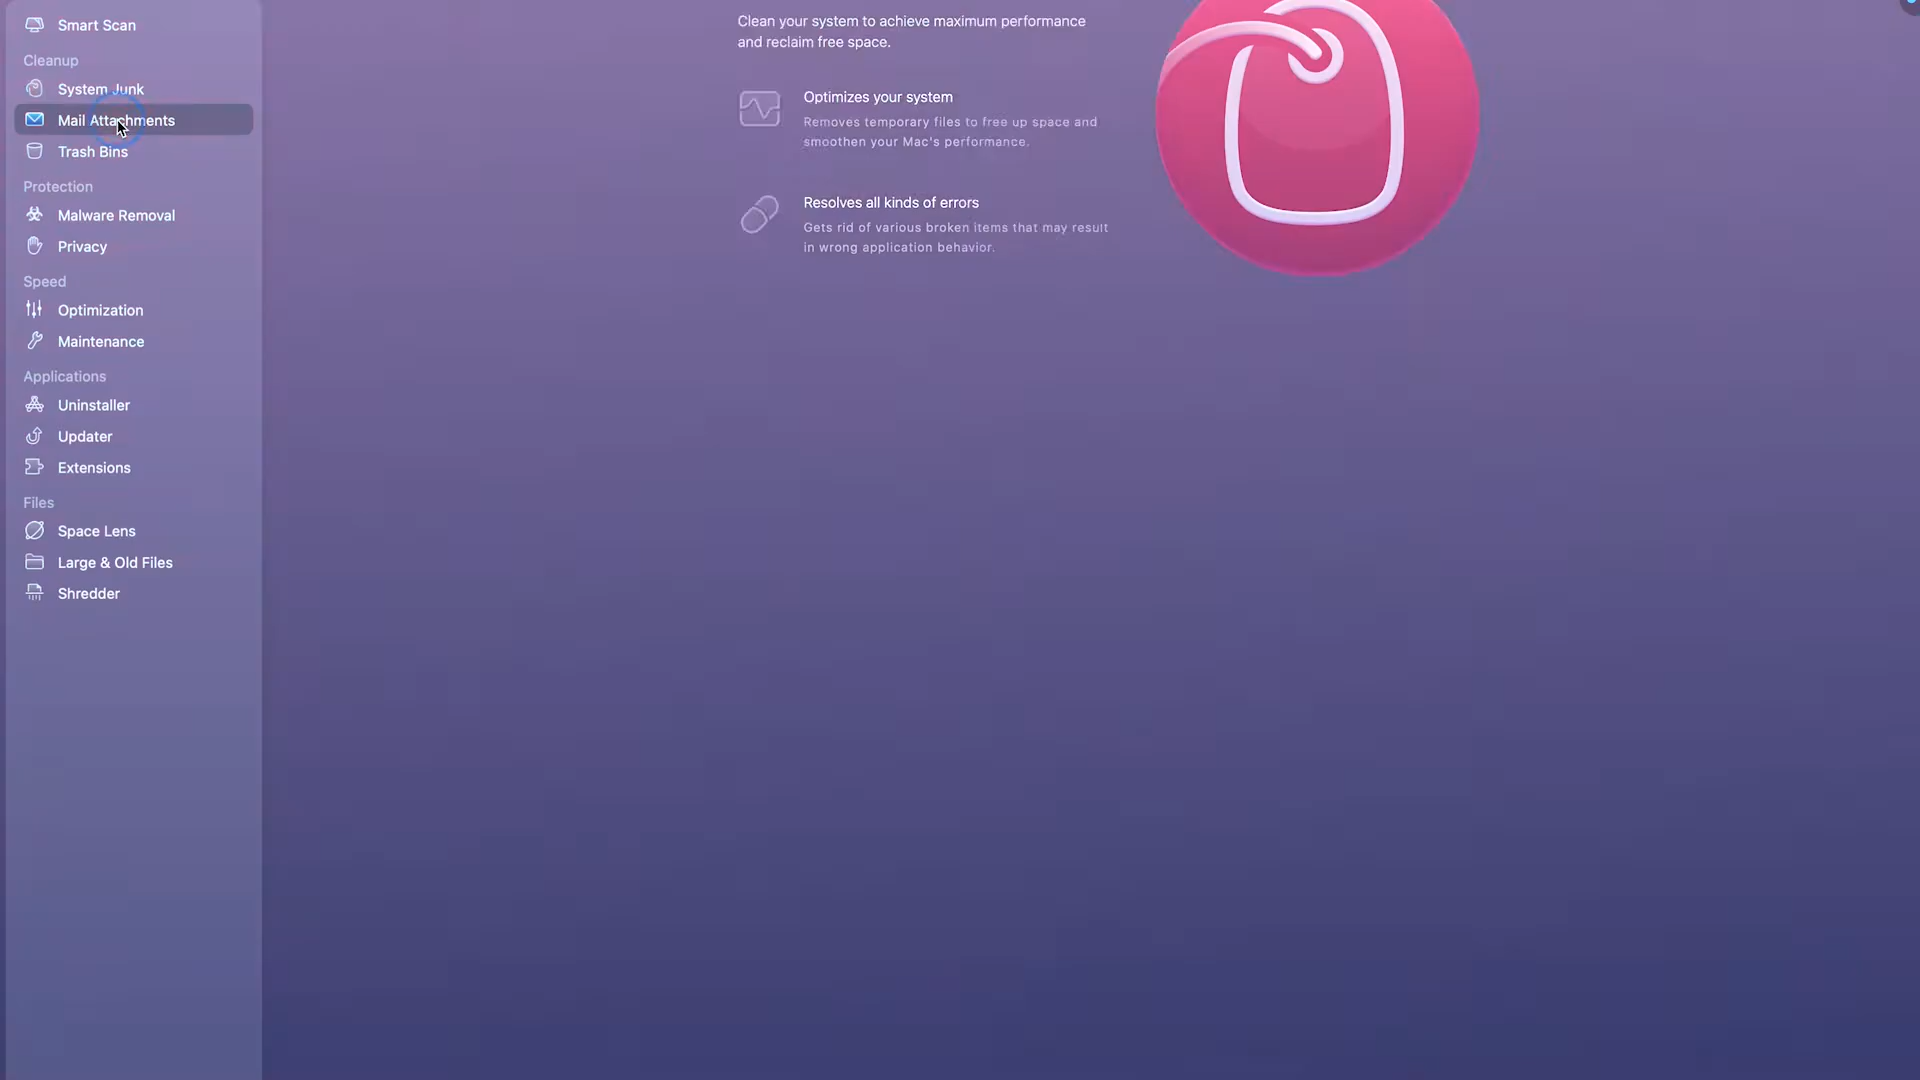 Smart Scan
Cleanup
System Junk
Mail Attachments
Trash Bins
Protection
Malware Removal
Privacy
Speed
Optimization
Maintenance
Applications
Uninstaller
Updater
Extensions
Files
Space Lens
Large & Old Files
Shredder
Clean your system to achieve maximum performance
and reclaim free space.
Optimizes your system
Removes temporary files to free up space and
smoothen your Mac's performance.
Resolves all kinds of errors
Gets rid of various broken items that may result
in wrong application behavior.